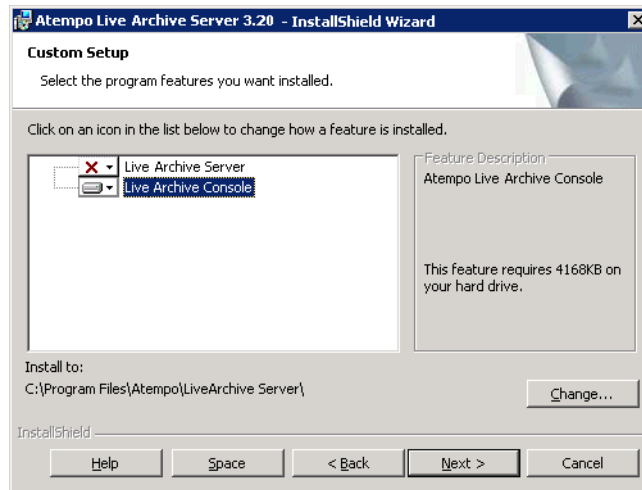 Atempo Live Archive Server 3.20 - InstallShield Wizard
Custom Setup
Select the program features you want installed.
Click on an icon in the list below to change how a feature is installed.
Live Archive Server
Live Archive Console
Feature Description
Atempo Live Archive Console
This feature requires 4168KB on
your hard drive.
Install to:
C:\Program Files\Atempo\LiveArchive Server\
Change...
InstallShield
Help
Space
< Back
Next >
Cancel